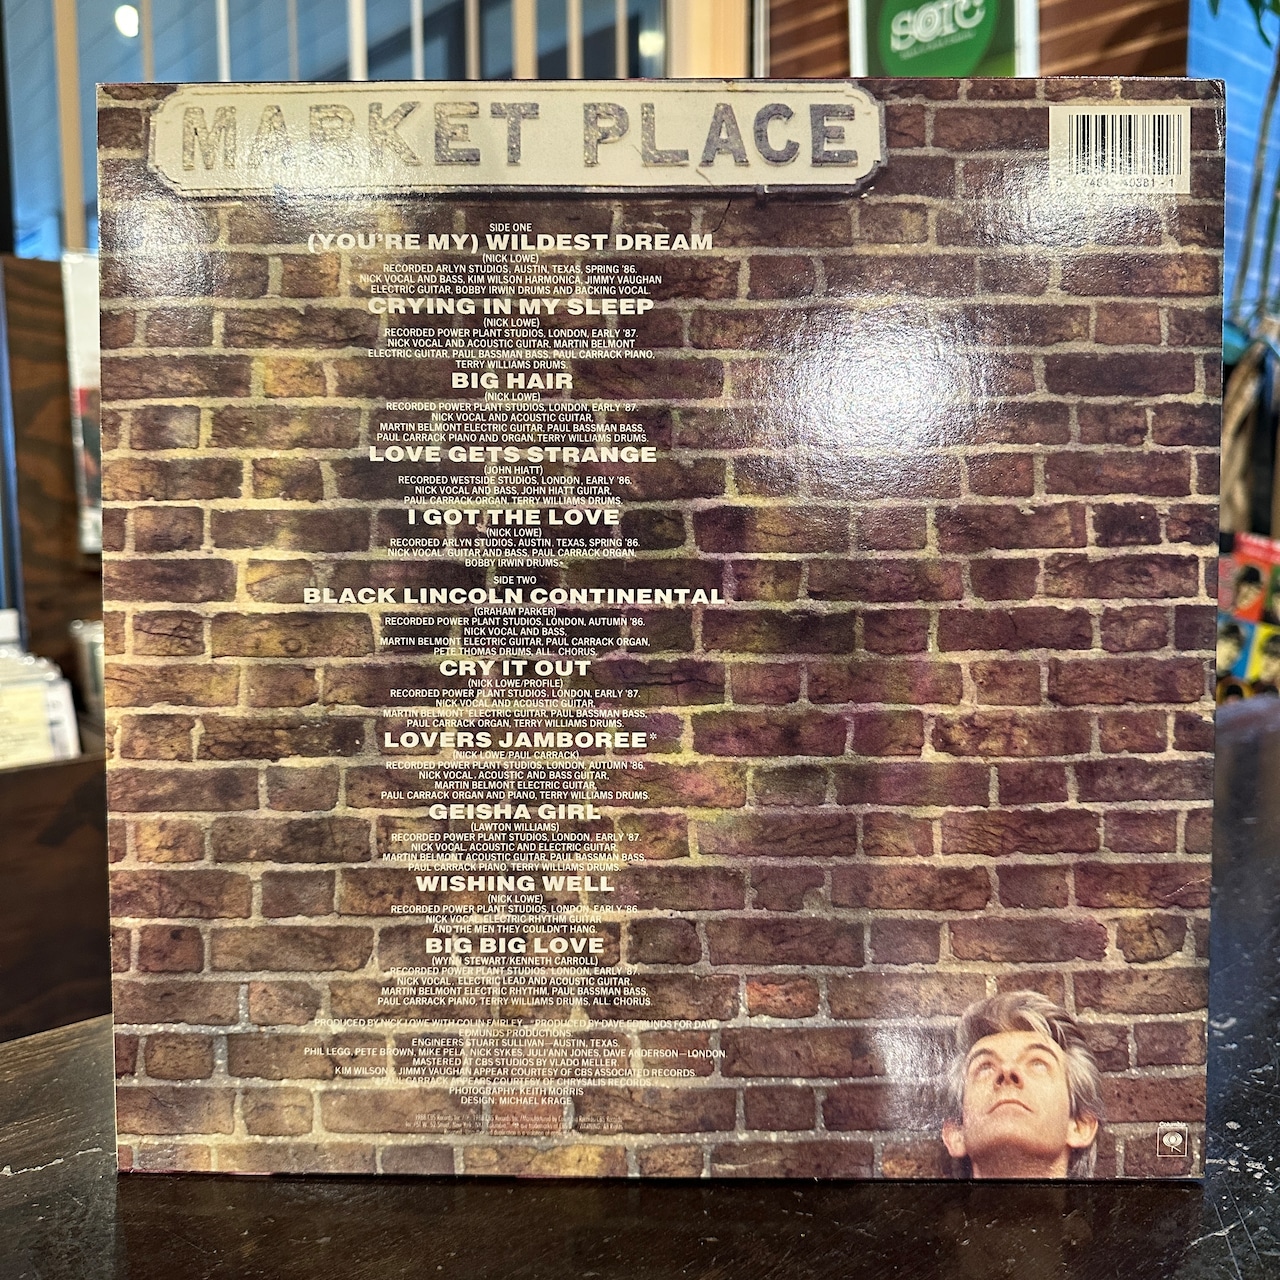 MARKET PLACE
SIDE ONE
(YOU'RE MY) WILDEST DREAM
(NICK LOWE)
RECORDED ARLYN STUDIOS, AUSTIN, TEXAS, SPRING '86.
NICK VOCAL AND BASS, KIM WILSON HARMONICA, JIMMY VAUGHAN
ELECTRIC GUITAR, BOBBY IRWIN DRUMS AND BACKING VOCAL.
CRYING IN MY SLEEP
(NICK LOWE)
RECORDED POWER PLANT STUDIOS, LONDON, EARLY '87.
NICK VOCAL AND ACOUSTIC GUITAR, MARTIN BELMONT
ELECTRIC GUITAR, PAUL BASSMAN BASS, PAUL CARRACK PIANO,
TERRY WILLIAMS DRUMS.
BIG HAIR
(NICK LOWE)
RECORDED POWER PLANT STUDIOS, LONDON, EARLY '87.
NICK VOCAL AND ACOUSTIC GUITAR,
MARTIN BELMONT ELECTRIC GUITAR, PAUL BASSMAN BASS,
PAUL CARRACK PIANO AND ORGAN, TERRY WILLIAMS DRUMS.
LOVE GETS STRANGE
(JOHN HIATT)
RECORDED WESTSIDE STUDIOS, LONDON, EARLY '86.
NICK VOCAL AND BASS, JOHN HIATT GUITAR,
PAUL CARRACK ORGAN, TERRY WILLIAMS DRUMS.
I GOT THE LOVE
(NICK LOWE)
RECORDED ARLYN STUDIOS, AUSTIN, TEXAS, SPRING '86.
NICK VOCAL, GUITAR AND BASS, PAUL CARRACK ORGAN,
BOBBY IRWIN DRUMS.
SIDE TWO
BLACK LINCOLN CONTINENTAL
(GRAHAM PARKER)
RECORDED POWER PLANT STUDIOS, LONDON, AUTUMN '86.
NICK VOCAL AND BASS,
MARTIN BELMONT ELECTRIC GUITAR, PAUL CARRACK ORGAN,
PETE THOMAS DRUMS, ALL: CHORUS.
CRY IT OUT
(NICK LOWE/PROFILE)
RECORDED POWER PLANT STUDIOS, LONDON, EARLY '87.
NICK VOCAL AND ACOUSTIC GUITAR,
MARTIN BELMONT ELECTRIC GUITAR, PAUL BASSMAN BASS,
PAUL CARRACK ORGAN, TERRY WILLIAMS DRUMS.
LOVERS JAMBOREE*
(NICK LOWE/PAUL CARRACK)
RECORDED POWER PLANT STUDIOS, LONDON, AUTUMN '86.
NICK VOCAL, ACOUSTIC AND BASS GUITAR,
MARTIN BELMONT ELECTRIC GUITAR,
PAUL CARRACK ORGAN AND PIANO, TERRY WILLIAMS DRUMS.
GEISHA GIRL
(LAWTON WILLIAMS)
RECORDED POWER PLANT STUDIOS, LONDON, EARLY '87.
NICK VOCAL, ACOUSTIC AND ELECTRIC GUITAR,
MARTIN BELMONT ACOUSTIC GUITAR, PAUL BASSMAN BASS,
PAUL CARRACK PIANO, TERRY WILLIAMS DRUMS.
WISHING WELL
(NICK LOWE)
RECORDED POWER PLANT STUDIOS, LONDON, EARLY '86.
NICK VOCAL, ELECTRIC RHYTHM GUITAR
AND THE MEN THEY COULDN'T HANG.
BIG BIG LOVE
(WYNN STEWART/KENNETH CARROLL)
RECORDED POWER PLANT STUDIOS, LONDON, EARLY '87.
NICK VOCAL, ELECTRIC LEAD AND ACOUSTIC GUITAR,
MARTIN BELMONT ELECTRIC RHYTHM, PAUL BASSMAN BASS,
PAUL CARRACK PIANO, TERRY WILLIAMS DRUMS, ALL: CHORUS.
PRODUCED BY NICK LOWE WITH COLIN FAIRLEY. *PRODUCED BY DAVE EDMUNDS FOR DAVE
EDMUNDS PRODUCTIONS.
ENGINEERS STUART SULLIVAN—AUSTIN, TEXAS.
PHIL LEGG, PETE BROWN, MIKE PELA, NICK SYKES, JULI'ANN JONES, DAVE ANDERSON—LONDON.
MASTERED AT CBS STUDIOS BY VLADO MELLER.
KIM WILSON & JIMMY VAUGHAN APPEAR COURTESY OF CBS ASSOCIATED RECORDS.
PAUL CARRACK APPEARS COURTESY OF CHRYSALIS RECORDS.
PHOTOGRAPHY: KEITH MORRIS
DESIGN: MICHAEL KRAGE